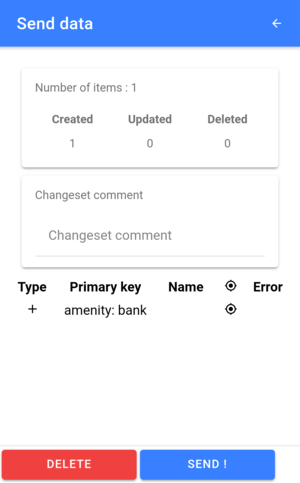 Send data
Number of items : 1
Created Updated Deleted
1 0 0
Changeset comment
Changeset comment
Type Primary key Name Error
+ amenity: bank
DELETE SEND !